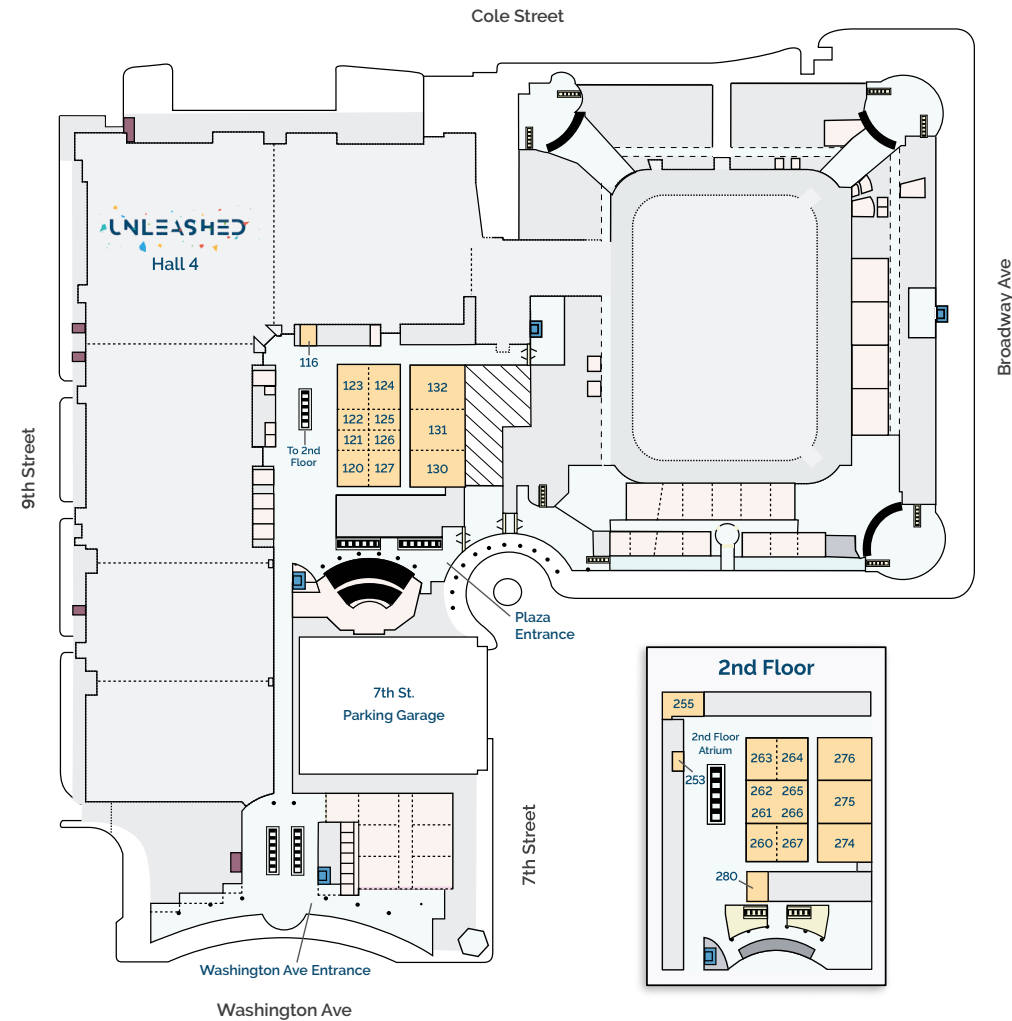 Cole Street
UNLEASHED
Hall 4
Broadway Ave
116
123 124
132
122 125
131
121 126
120 127
130
To 2nd
Floor
9th Street
Plaza
Entrance
7th St.
Parking Garage
7th Street
Washington Ave Entrance
Washington Ave
2nd Floor
255
2nd Floor
Atrium
253
263 264
276
262 265
275
261 266
260 267
274
280